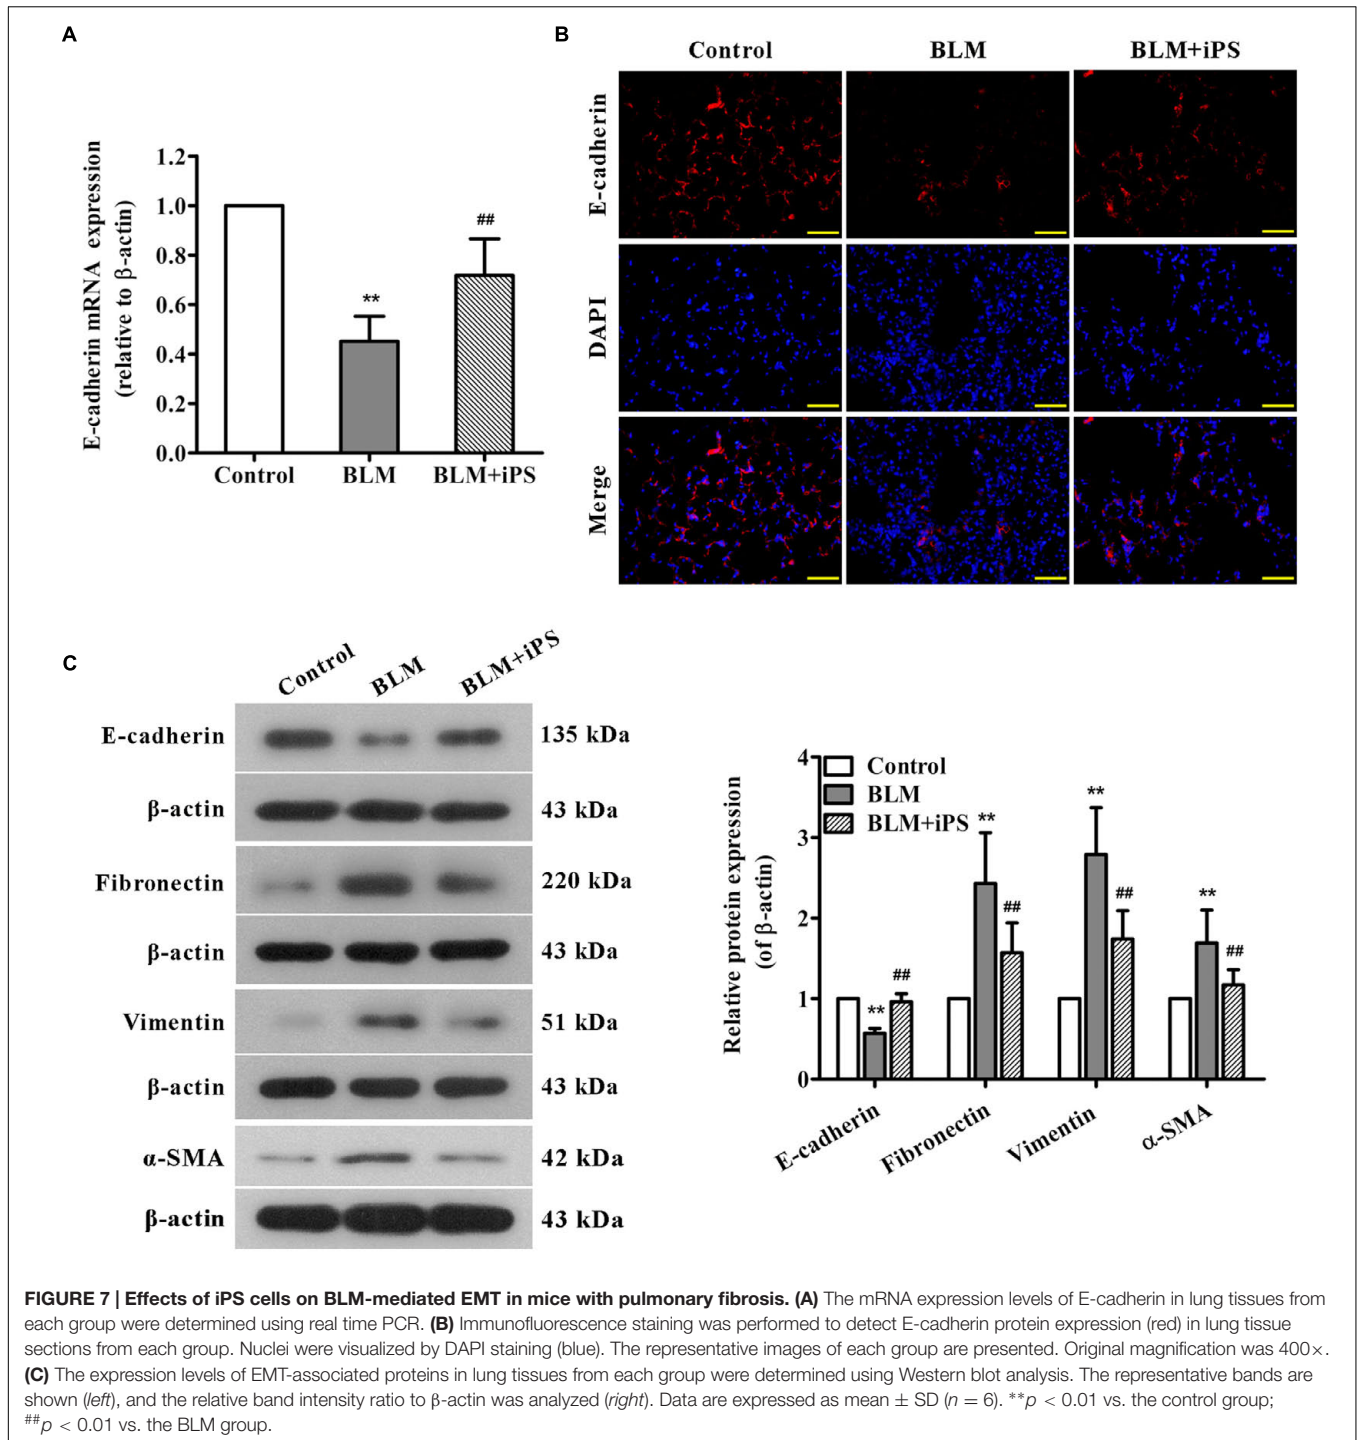 A
E-cadherin mRNA expression
(relative to β-actin)
1.2
1.0
0.8
0.6
0.4
0.2
0.0
**
##
Control BLM BLM+iPS
B
Control BLM BLM+iPS
E-cadherin
DAPI
Merge
C
Control BLM BLM+iPS
E-cadherin 135 kDa
β-actin 43 kDa
Fibronectin 220 kDa
β-actin 43 kDa
Vimentin 51 kDa
β-actin 43 kDa
α-SMA 42 kDa
β-actin 43 kDa
Relative protein expression
(of β-actin)
4
3
2
1
0
Control
BLM
BLM+iPS
**
##
**
##
**
##
**
##
E-cadherin Fibronectin Vimentin α-SMA
FIGURE 7 | Effects of iPS cells on BLM-mediated EMT in mice with pulmonary fibrosis. (A) The mRNA expression levels of E-cadherin in lung tissues from
each group were determined using real time PCR. (B) Immunofluorescence staining was performed to detect E-cadherin protein expression (red) in lung tissue
sections from each group. Nuclei were visualized by DAPI staining (blue). The representative images of each group are presented. Original magnification was 400×.
(C) The expression levels of EMT-associated proteins in lung tissues from each group were determined using Western blot analysis. The representative bands are
shown (left), and the relative band intensity ratio to β-actin was analyzed (right). Data are expressed as mean ± SD (n = 6). **p < 0.01 vs. the control group;
##p < 0.01 vs. the BLM group.